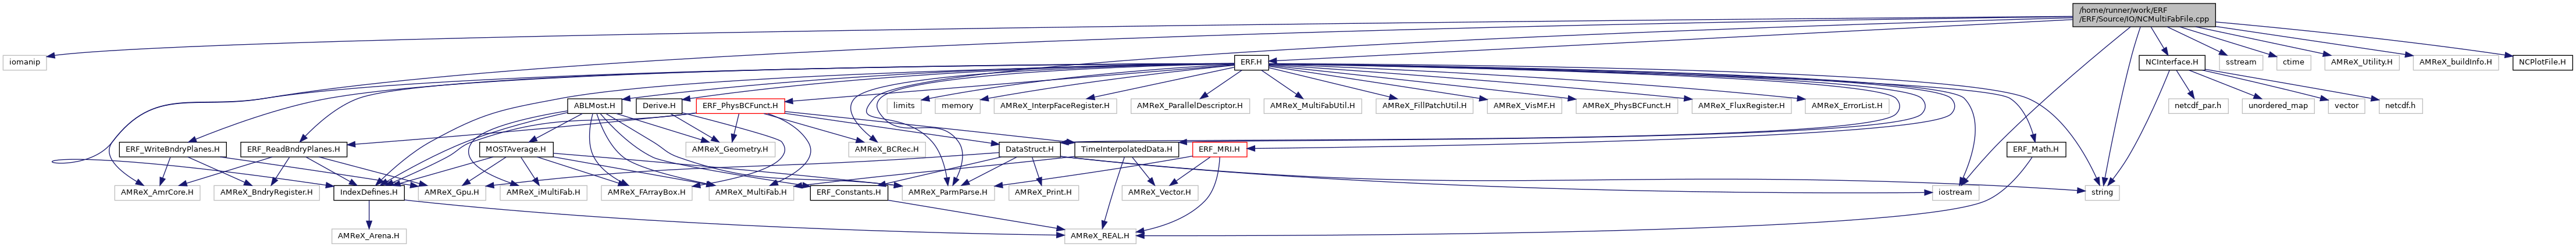 /home/runner/work/ERF
/ERF/Source/IO/NCMultiFabFile.cpp
iomanip
ERF.H
NCInterface.H
sstream
ctime
AMReX_Utility.H
AMReX_buildInfo.H
NCPlotFile.H
ABLMost.H
Derive.H
ERF_PhysBCFunct.H
limits
memory
AMReX_InterpFaceRegister.H
AMReX_ParallelDescriptor.H
AMReX_MultiFabUtil.H
AMReX_FillPatchUtil.H
AMReX_VisMF.H
AMReX_PhysBCFunct.H
AMReX_FluxRegister.H
AMReX_ErrorList.H
netcdf_par.h
unordered_map
vector
netcdf.h
ERF_WriteBndryPlanes.H
ERF_ReadBndryPlanes.H
MOSTAverage.H
AMReX_Geometry.H
AMReX_BCRec.H
DataStruct.H
TimeInterpolatedData.H
ERF_MRI.H
ERF_Math.H
AMReX_AmrCore.H
AMReX_BndryRegister.H
IndexDefines.H
AMReX_Gpu.H
AMReX_iMultiFab.H
AMReX_FArrayBox.H
AMReX_MultiFab.H
ERF_Constants.H
AMReX_ParmParse.H
AMReX_Print.H
AMReX_Vector.H
iostream
string
AMReX_Arena.H
AMReX_REAL.H